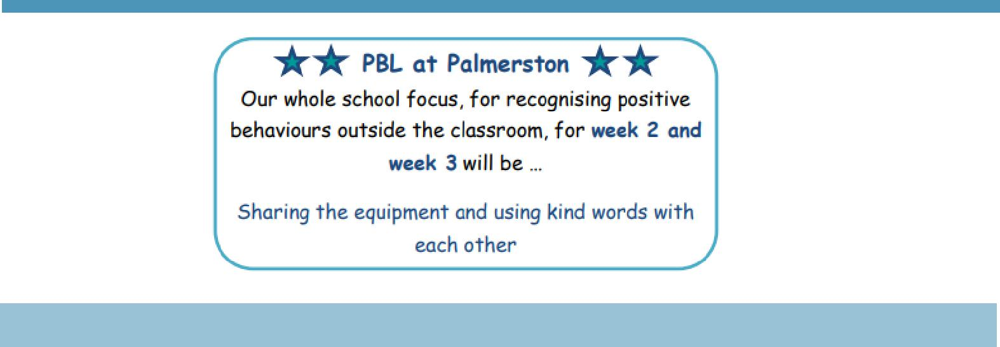 PBL at Palmerston
Our whole school focus, for recognising positive
behaviours outside the classroom, for week 2 and
week 3 will be ...
Sharing the equipment and using kind words with
each other